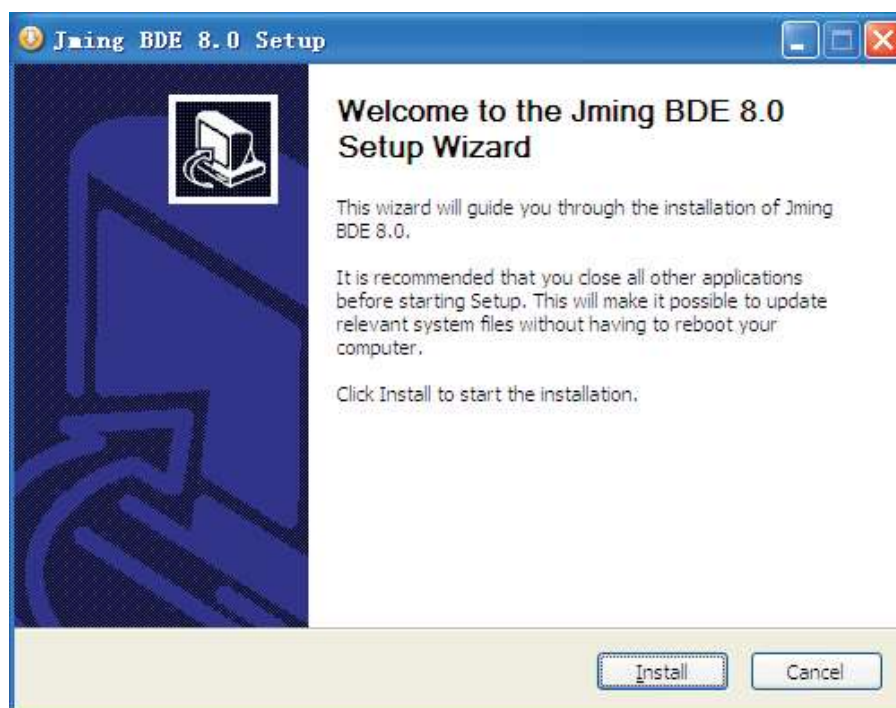 Jming BDE 8.0 Setup
Welcome to the Jming BDE 8.0
Setup Wizard
This wizard will guide you through the installation of Jming
BDE 8.0.
It is recommended that you close all other applications
before starting Setup. This will make it possible to update
relevant system files without having to reboot your
computer.
Click Install to start the installation.
Install
Cancel